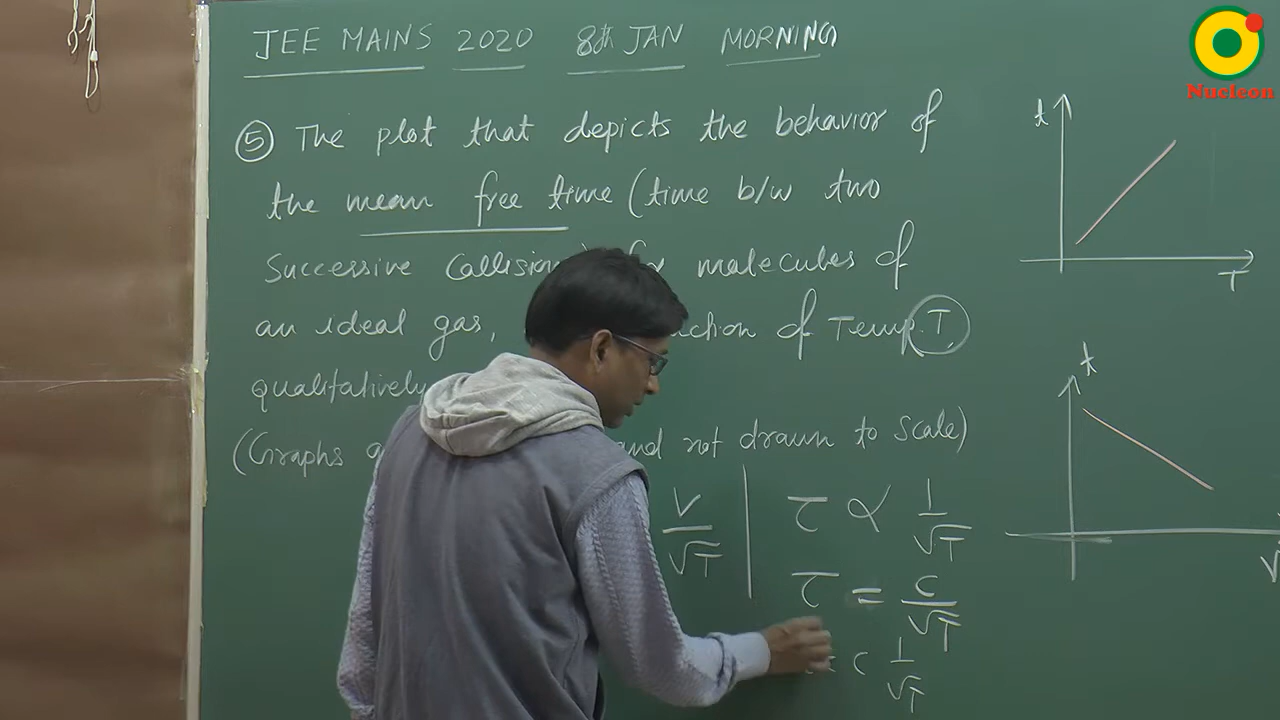 JEE MAINS 2020 8th JAN MORNING
Nucleon
⑤ The plot that depicts the behavior of
the mean free time (time b/w two
Successive Collision molecules of
an ideal gas, of Temp. T,
qualitatively
(Graphs and not drawn to scale)
V/√T
τ ∝ 1/√T
τ = c/√T
= c 1/√T
t
T
t